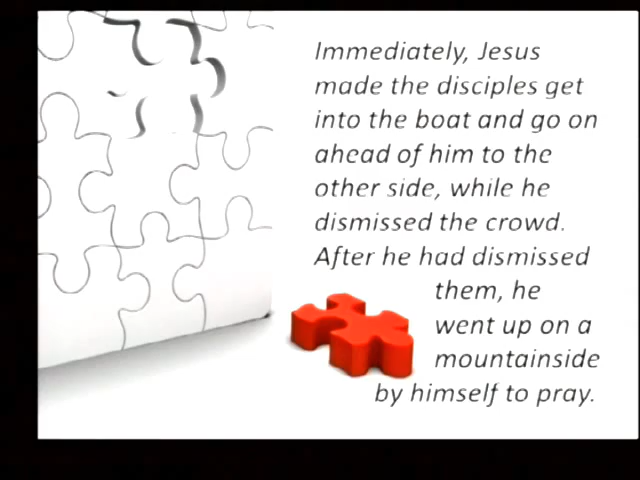 Immediately, Jesus
made the disciples get
into the boat and go on
ahead of him to the
other side, while he
dismissed the crowd.
After he had dismissed
them, he
went up on a
mountainside
by himself to pray.